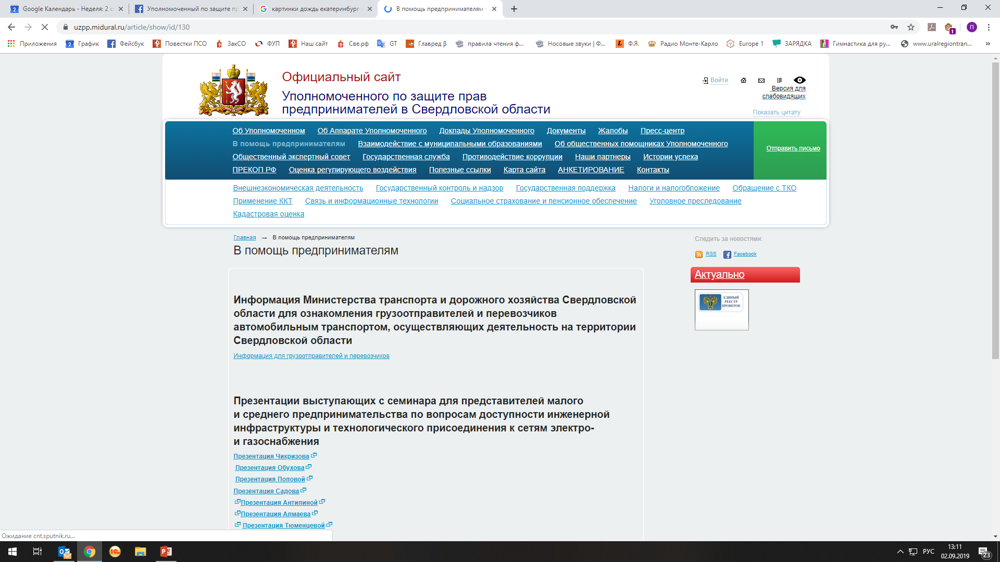 Google Календарь - Неделя: 2 с
Уполномоченный по защите пр
картинки дождь екатеринбург -
В помощь предпринимателям -
uzpp.midural.ru/article/show/id/130
П
1
Приложения
2 График
Фейсбук
Повестки ПСО
ЗакСО
ФУП
Наш сайт
Све.рф
GT
Главред β
правила чтения ф...
Носовые звуки | Ф...
Ф.Я.
Радио Монте-Карло
Europe 1
ЗАРЯДКА
Гимнастика для ру...
www.uralregiontran...
»
Официальный сайт
Уполномоченного по защите прав
предпринимателей в Свердловской области
Войти
Версия для
слабовидящих
Показать цитату
Об Уполномоченном Об Аппарате Уполномоченного Доклады Уполномоченного Документы Жалобы Пресс-центр
В помощь предпринимателям Взаимодействие с муниципальными образованиями Об общественных помощниках Уполномоченного
Общественный экспертный совет Государственная служба Противодействие коррупции Наши партнеры Истории успеха
ПРЕКОП РФ Оценка регулирующего воздействия Полезные ссылки Карта сайта АНКЕТИРОВАНИЕ Контакты
Отправить письмо
Внешнеэкономическая деятельность Государственный контроль и надзор Государственная поддержка Налоги и налогобложение Обращение с ТКО
Применение ККТ Связь и информационные технологии Социальное страхование и пенсионное обеспечение Уголовное преследование
Кадастровая оценка
Главная → В помощь предпринимателям
В помощь предпринимателям
Следить за новостями:
RSS Facebook
Актуально
ЕДИНЫЙ
РЕЕСТР
ПРОВЕРОК
Информация Министерства транспорта и дорожного хозяйства Свердловской
области для ознакомления грузоотправителей и перевозчиков
автомобильным транспортом, осуществляющих деятельность на территории
Свердловской области
Информация для грузоотправителей и перевозчиков
Презентации выступающих с семинара для представителей малого
и среднего предпринимательства по вопросам доступности инженерной
инфраструктуры и технологического присоединения к сетям электро-
и газоснабжения
Презентация Чикризова
Презентация Обухова
Презентация Поповой
Презентация Садова
Презентация Антипиной
Презентация Алмаева
Презентация Тюменцевой
Ожидание cnt.sputnik.ru...
РУС
13:11
02.09.2019
23